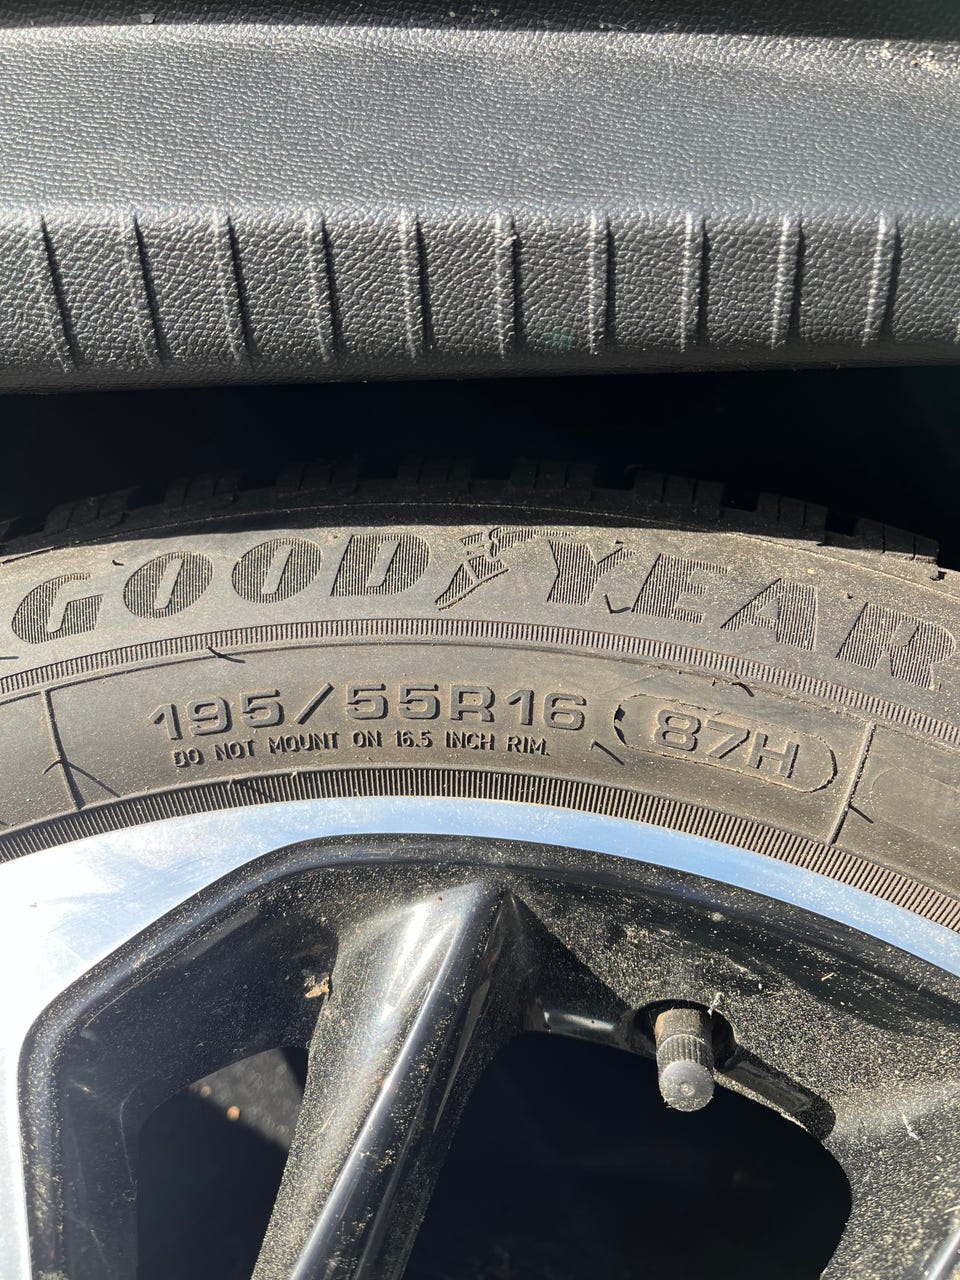 GOODYEAR
195/55R16 87H
DO NOT MOUNT ON 16.5 INCH RIM.